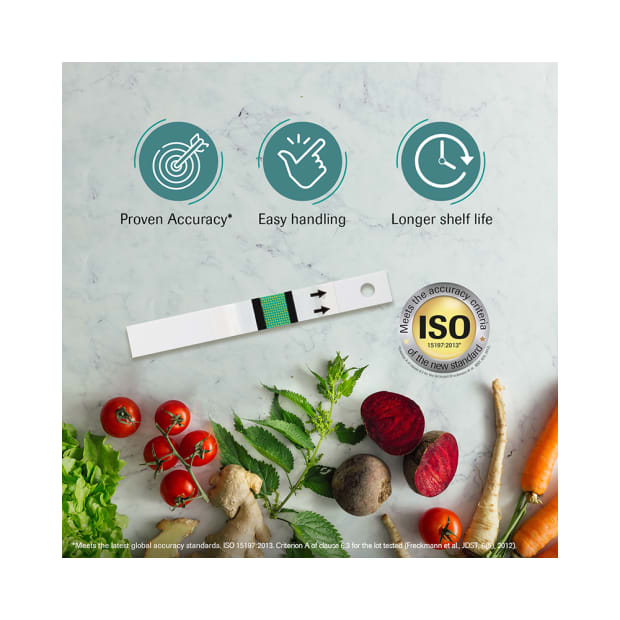 Proven Accuracy*
Easy handling
Longer shelf life
Meets the accuracy criteria
ISO
15197:2013*
of the new standard
*Meets the latest global accuracy standards. ISO 15197:2013. Criterion A of clause 6.3 for the lot tested (Freckmann et al., JDST, 6(5), 2012).